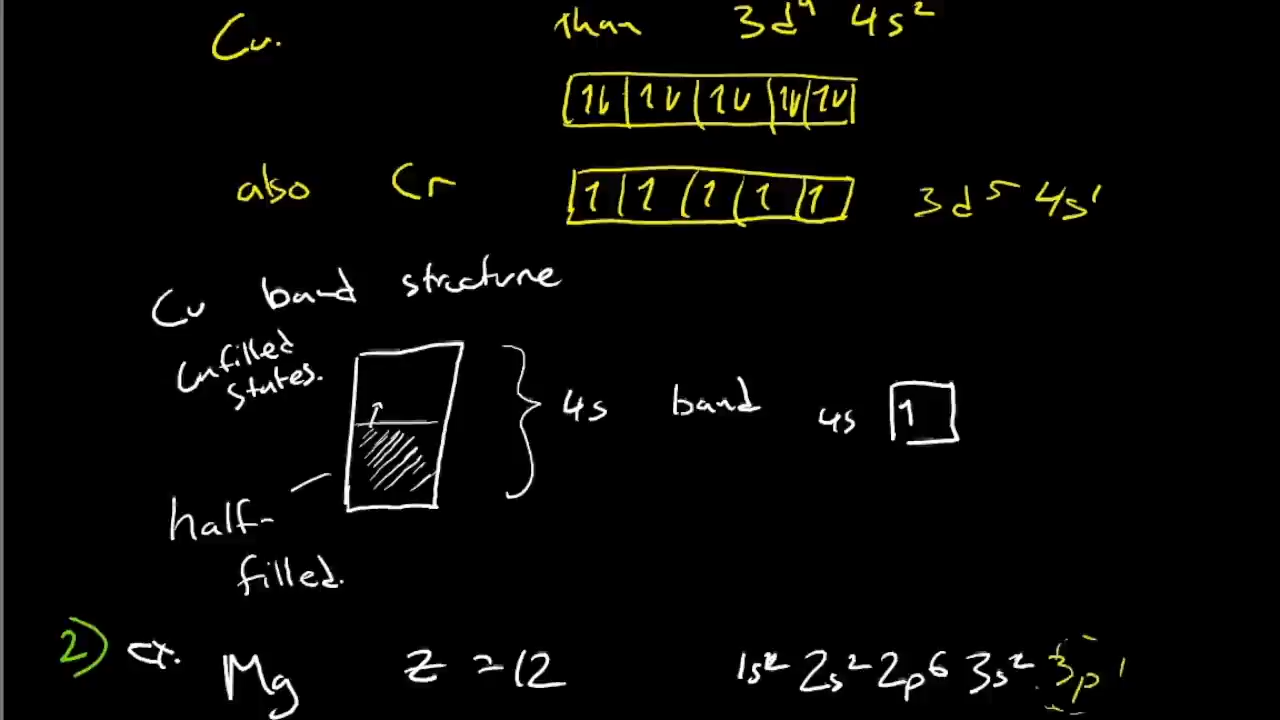 Cu. than 3d⁹ 4s²
1↓ 1↓ 1↓ 1↓ 1↓
also Cr 1 1 1 1 1 3d⁵ 4s¹
Cu band structure
unfilled
states.
4s band 4s 1
half-
filled.
2) ex. Mg Z = 12 1s² 2s² 2p⁶ 3s² 3p